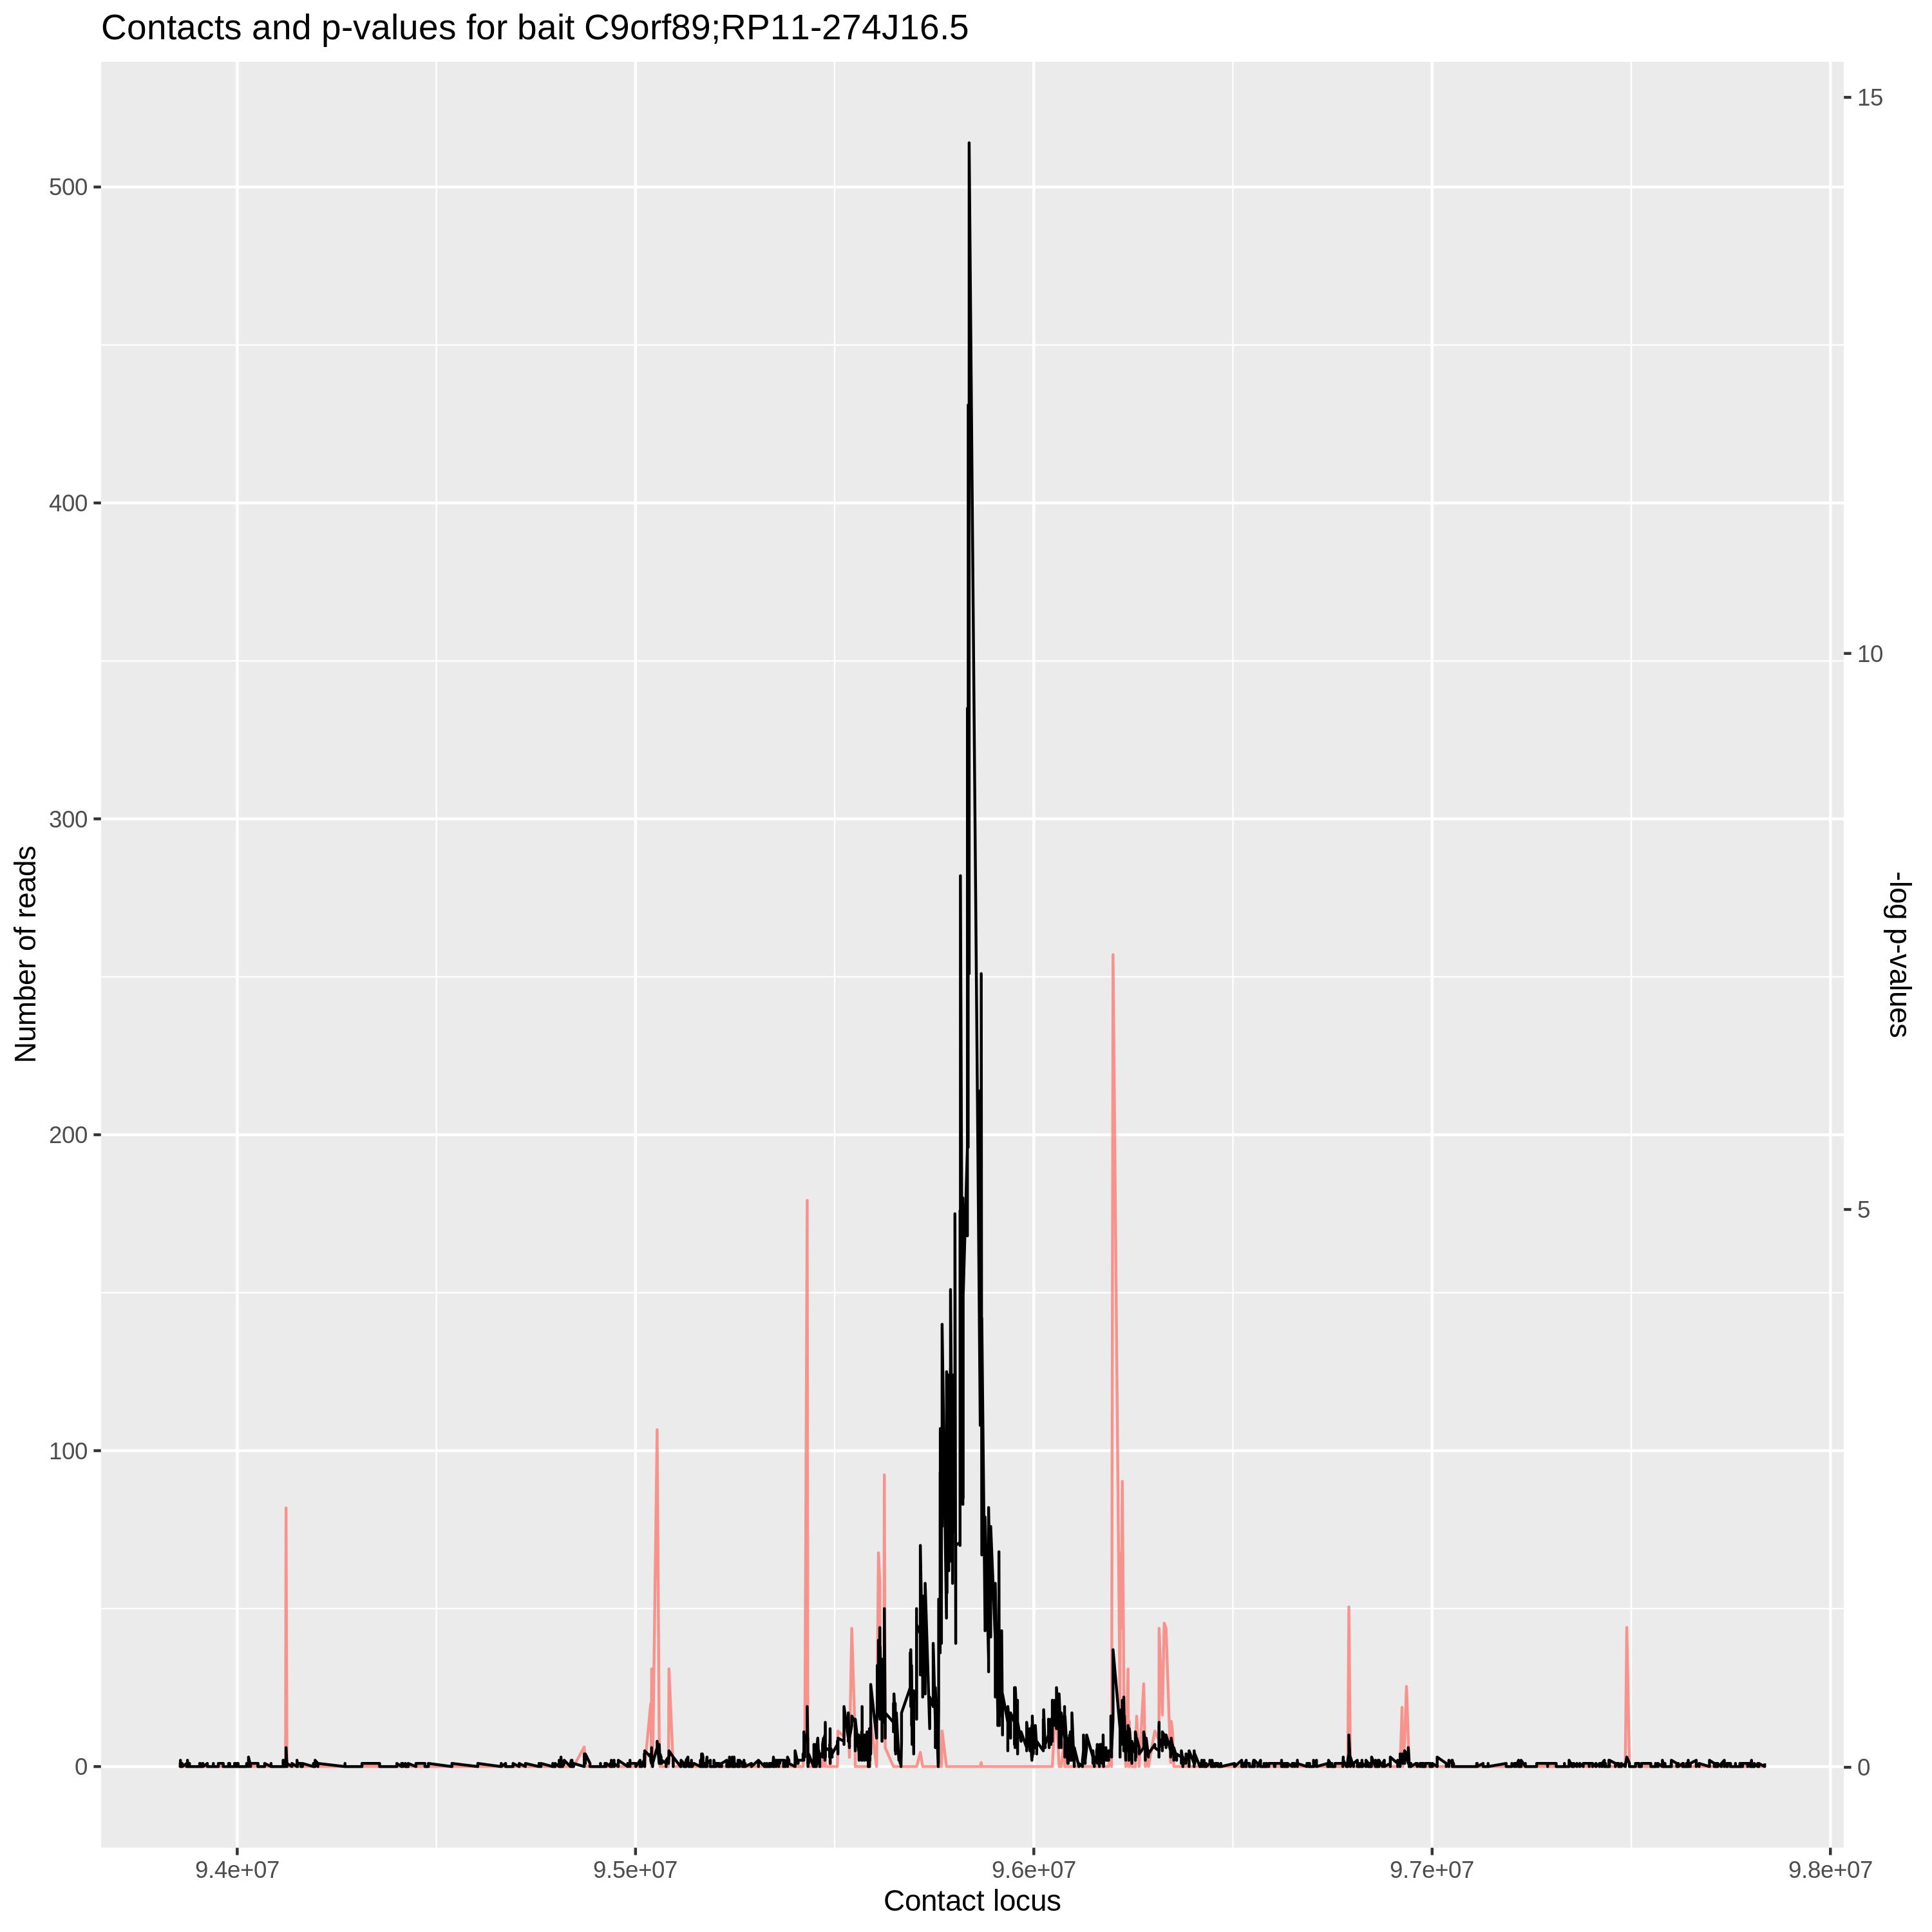 Contacts and p-values for bait C9orf89;RP11-274J16.5
500
400
300
200
100
0
Number of reads
15
10
5
0
-log p-values
9.4e+07
9.5e+07
9.6e+07
9.7e+07
9.8e+07
Contact locus